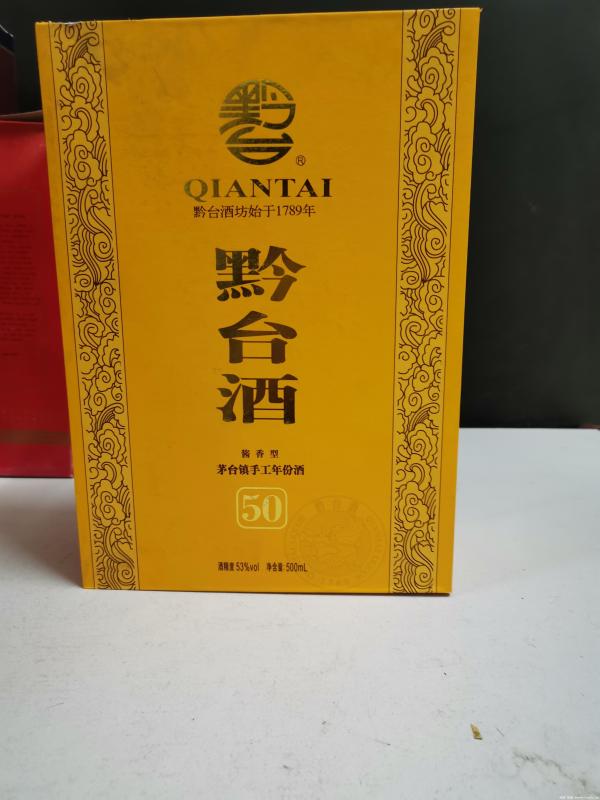 黔台
®
QIANTAI
黔台酒坊始于1789年
黔
台
酒
酱香型
茅台镇手工年份酒
50
酒精度 53%vol 净含量: 500mL